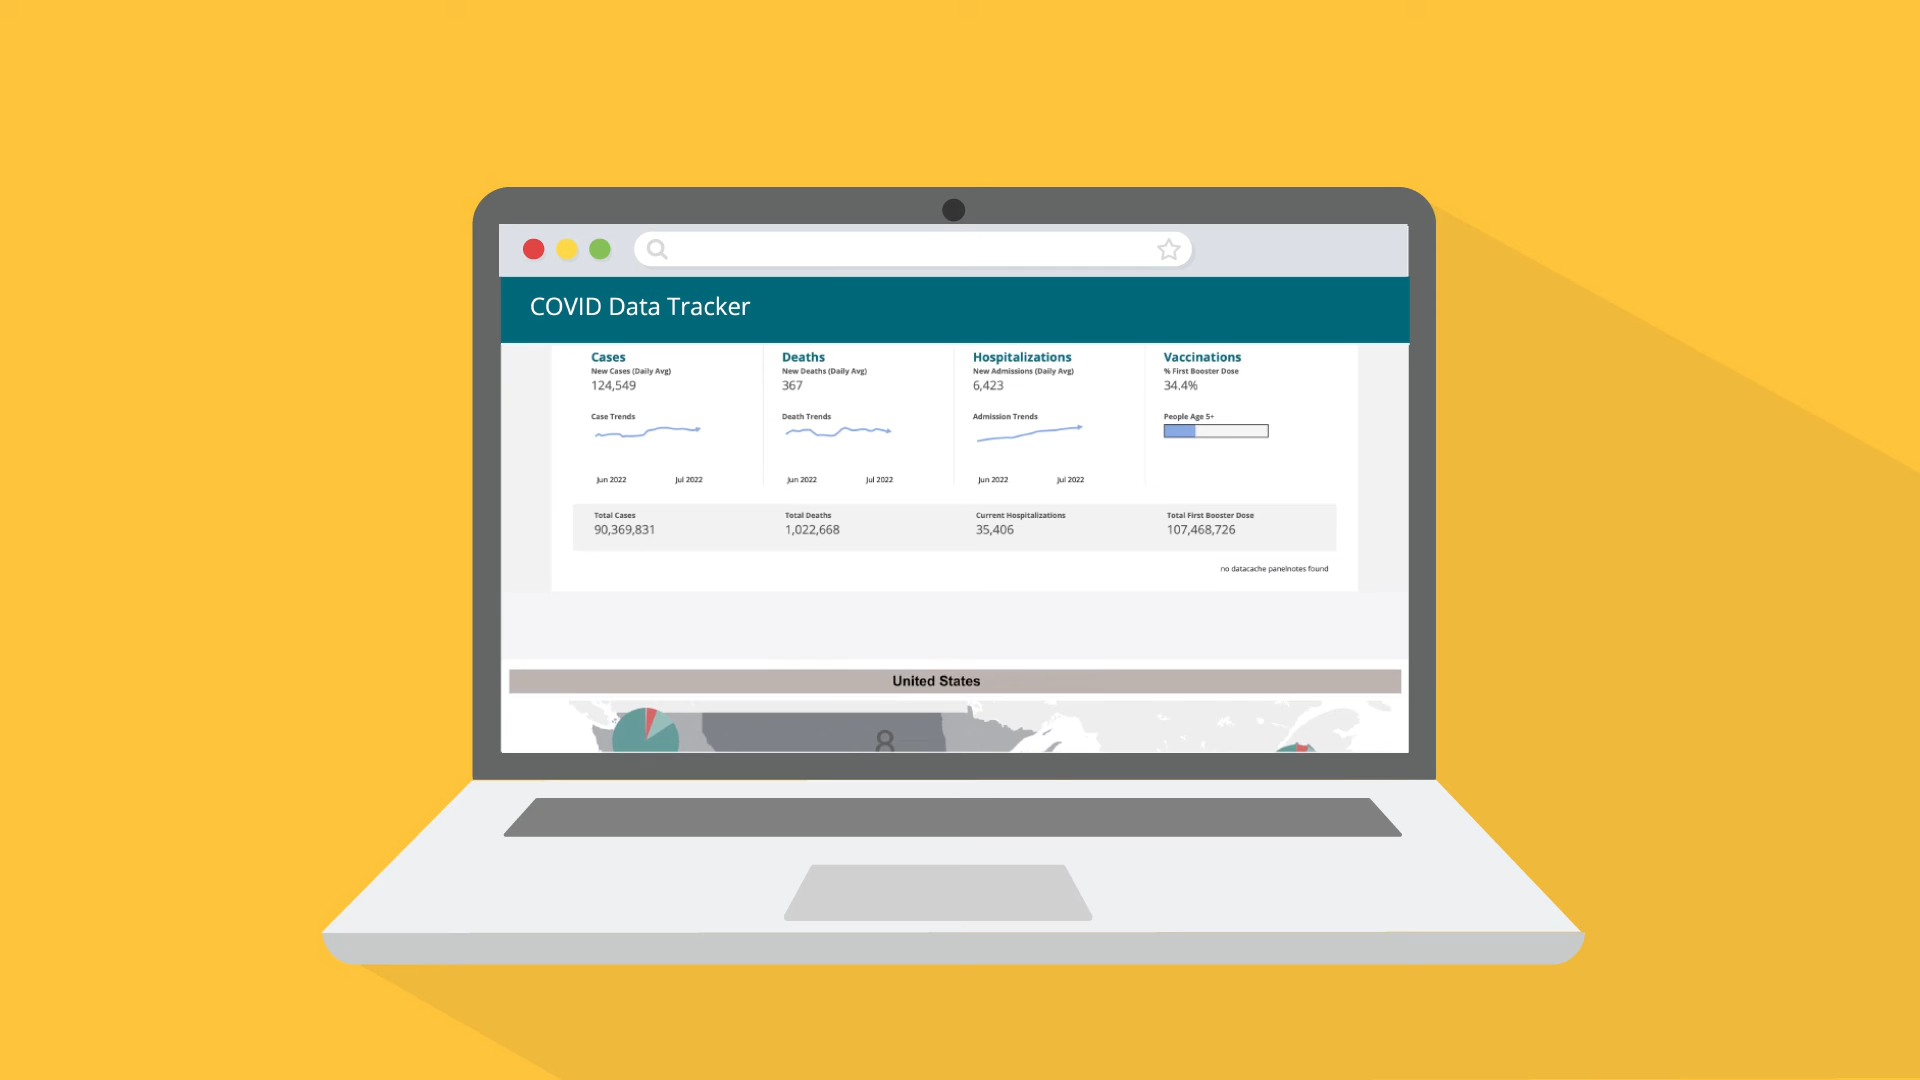 COVID Data Tracker
Cases
New Cases (Daily Avg)
124,549
Case Trends
Jun 2022 Jul 2022
Deaths
New Deaths (Daily Avg)
367
Death Trends
Jun 2022 Jul 2022
Hospitalizations
New Admissions (Daily Avg)
6,423
Admission Trends
Jun 2022 Jul 2022
Vaccinations
% First Booster Dose
34.4%
People Age 5+
Total Cases
90,369,831
Total Deaths
1,022,668
Current Hospitalizations
35,406
Total First Booster Dose
107,468,726
no datacache panelnotes found
United States
8